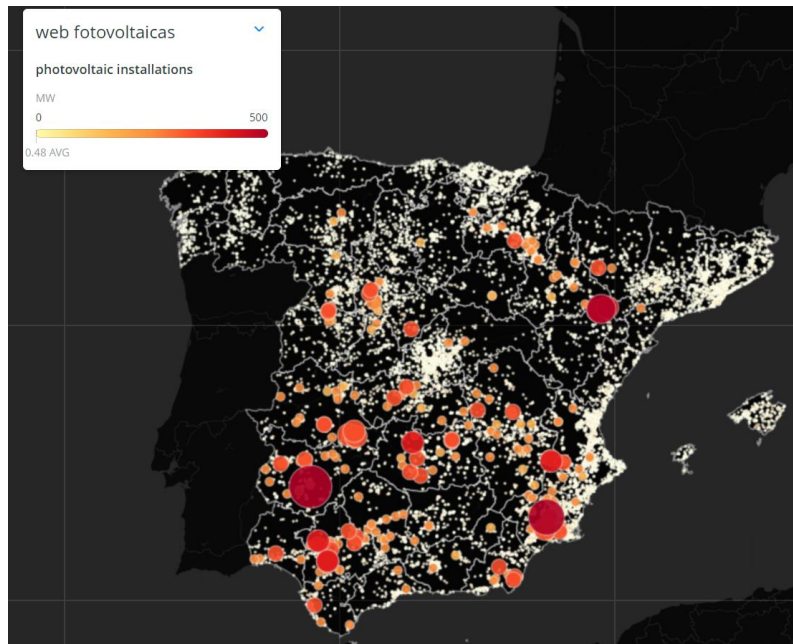 web fotovoltaicas
photovoltaic installations
MW
0 500
0.48 AVG